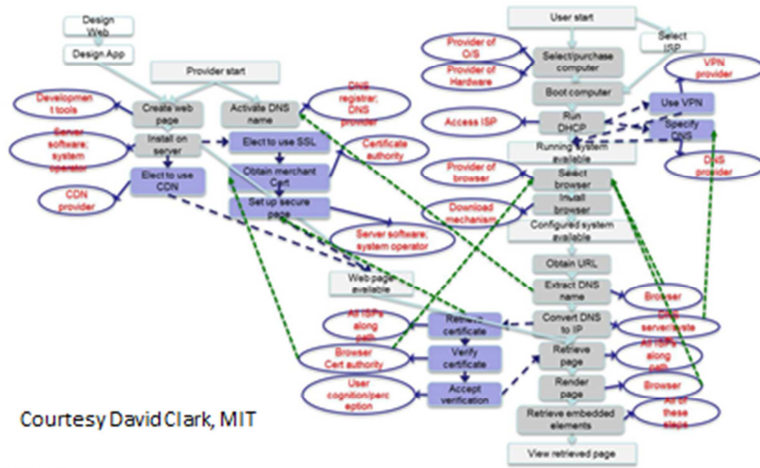 Design
Web
Design App
Provider start
Create web
page
Activate DNS
name
Developmen
t tools
DNS
registrar; DNS
provider
Server
software;
system
operator
Install on
server
Elect to use SSL
Certificate
authority
Elect to use
CDN
CDN
provider
Obtain merchant
Cert
Set up secure
page
Server software;
system operator
Web page
available
User start
Select
ISP
Provider of
O/S
Provider of
Hardware
Select/purchase
computer
Boot computer
VPN
provider
Use VPN
Access ISP
Run
DHCP
Specify
DNS
Running system
available
DNS
provider
Provider of
browser
Select
browser
Download
mechanism
Install
browser
Configured system
available
Obtain URL
Extract DNS
name
Browser
Convert DNS
to IP
DNS
All ISPs
along
path
Retrieve
certificate
Retrieve
page
All ISPs
along
path
Browser
Cert authority
Verify
certificate
Render
page
Browser
User
cognition/perc
eption
Accept
verification
Retrieve embedded
elements
All of
these
steps
View retrieved page
Courtesy David Clark, MIT